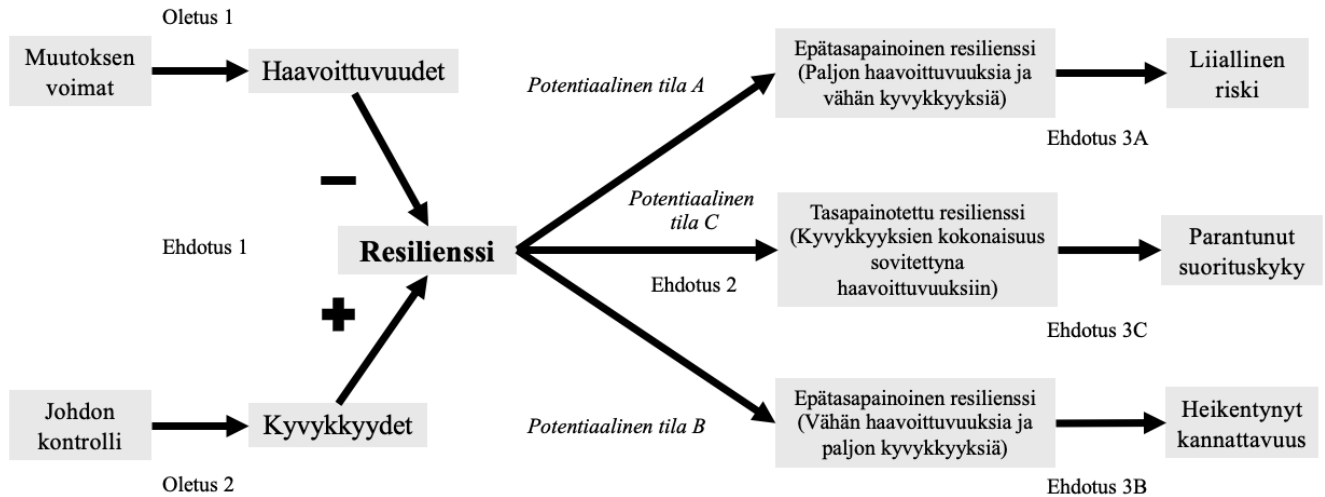 Oletus 1
Muutoksen
voimat
Haavoittuvuudet
−
Ehdotus 1
Resilienssi
+
Johdon
kontrolli
Kyvykkyydet
Oletus 2
Potentiaalinen tila A
Epätasapainoinen resilienssi
(Paljon haavoittuvuuksia ja
vähän kyvykkyyksiä)
Liiallinen
riski
Ehdotus 3A
Potentiaalinen
tila C
Ehdotus 2
Tasapainotettu resilienssi
(Kyvykkyyksien kokonaisuus
sovitettyna
haavoittuvuuksiin)
Parantunut
suorituskyky
Ehdotus 3C
Potentiaalinen tila B
Epätasapainoinen resilienssi
(Vähän haavoittuvuuksia ja
paljon kyvykkyyksiä)
Heikentynyt
kannattavuus
Ehdotus 3B